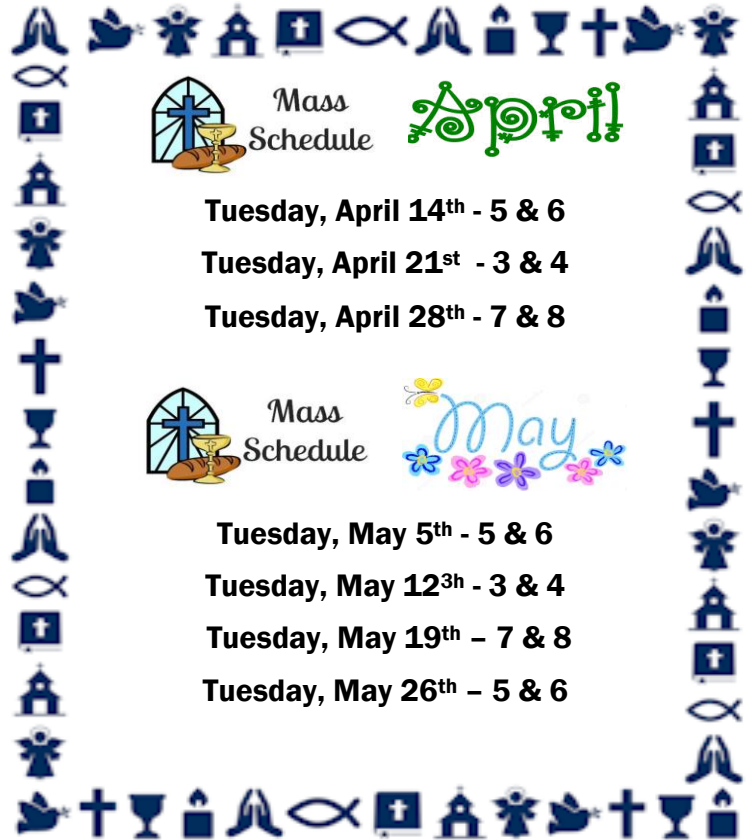 Mass
Schedule
April
Tuesday, April 14th - 5 & 6
Tuesday, April 21st - 3 & 4
Tuesday, April 28th - 7 & 8
Mass
Schedule
May
Tuesday, May 5th - 5 & 6
Tuesday, May 123h - 3 & 4
Tuesday, May 19th – 7 & 8
Tuesday, May 26th – 5 & 6